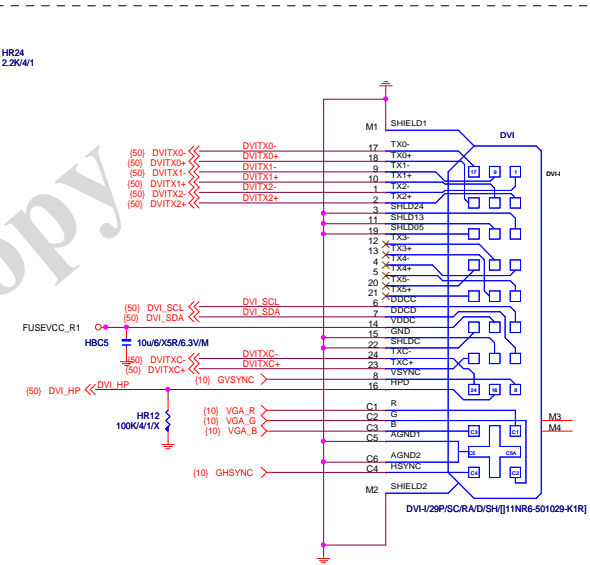 HR24
2.2K/4/1
opy
M1 SHIELD1
DVI
DVI-I
{50} DVITX0- DVITX0- 17 TX0-
{50} DVITX0+ DVITX0+ 18 TX0+
{50} DVITX1- DVITX1- 9 TX1-
{50} DVITX1+ DVITX1+ 10 TX1+
{50} DVITX2- DVITX2- 1 TX2-
{50} DVITX2+ DVITX2+ 2 TX2+
3 SHLD24
11 SHLD13
19 SHLD05
12 TX3-
13 TX3+
4 TX4-
5 TX4+
20 TX5-
21 TX5+
17 9 1
{50} DVI_SCL DVI_SCL 6 DDCC
{50} DVI_SDA DVI_SDA 7 DDCD
FUSEVCC_R1 14 VDDC
15 GND
HBC5 10u/6/X5R/6.3V/M
22 SHLDC
{50} DVITXC- DVITXC- 24 TXC-
{50} DVITXC+ DVITXC+ 23 TXC+
{10} GVSYNC 8 VSYNC
{50} DVI_HP DVI_HP 16 HPD
24 16 8
HR12
100K/4/1/X
{10} VGA_R C1 R
{10} VGA_G C2 G
{10} VGA_B C3 B
C5 AGND1
C6 AGND2
{10} GHSYNC C4 HSYNC
C3 C1
C5 C5A
C4 C2
M3
M4
M2 SHIELD2
DVI-I/29P/SC/RA/D/SH/[]11NR6-501029-K1R]